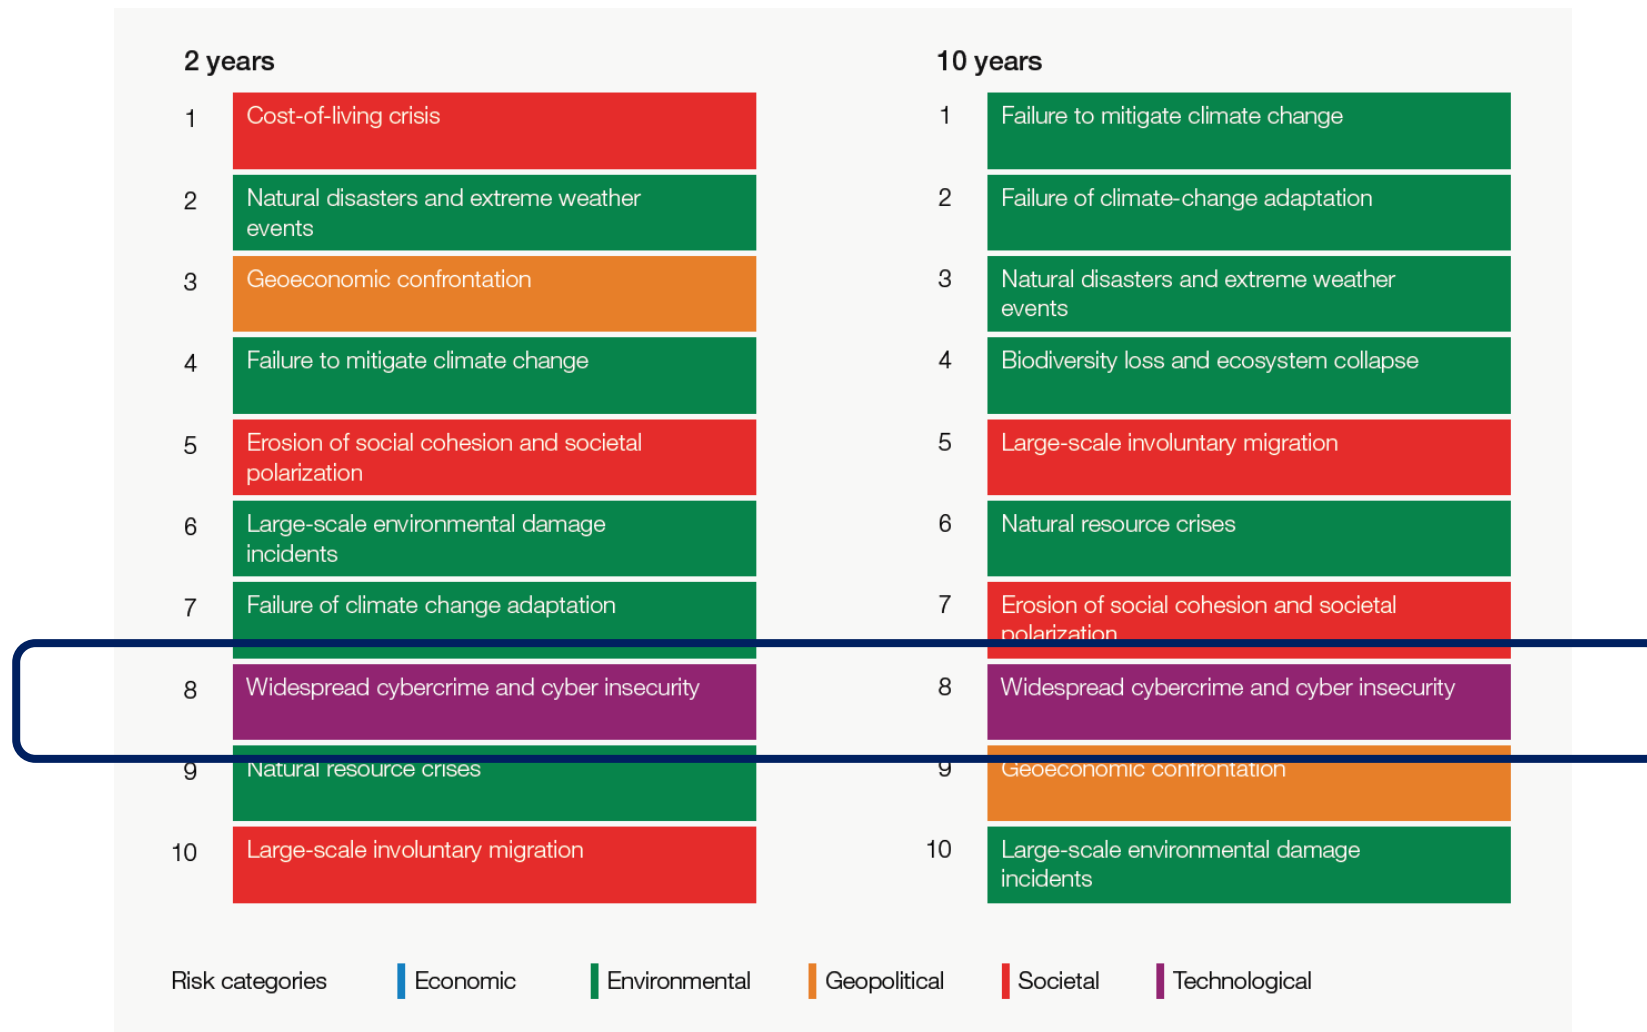 2 years
1 Cost-of-living crisis
2 Natural disasters and extreme weather
events
3 Geoeconomic confrontation
4 Failure to mitigate climate change
5 Erosion of social cohesion and societal
polarization
6 Large-scale environmental damage
incidents
7 Failure of climate change adaptation
8 Widespread cybercrime and cyber insecurity
9 Natural resource crises
10 Large-scale involuntary migration
10 years
1 Failure to mitigate climate change
2 Failure of climate-change adaptation
3 Natural disasters and extreme weather
events
4 Biodiversity loss and ecosystem collapse
5 Large-scale involuntary migration
6 Natural resource crises
7 Erosion of social cohesion and societal
polarization
8 Widespread cybercrime and cyber insecurity
9 Geoeconomic confrontation
10 Large-scale environmental damage
incidents
Risk categories Economic Environmental Geopolitical Societal Technological